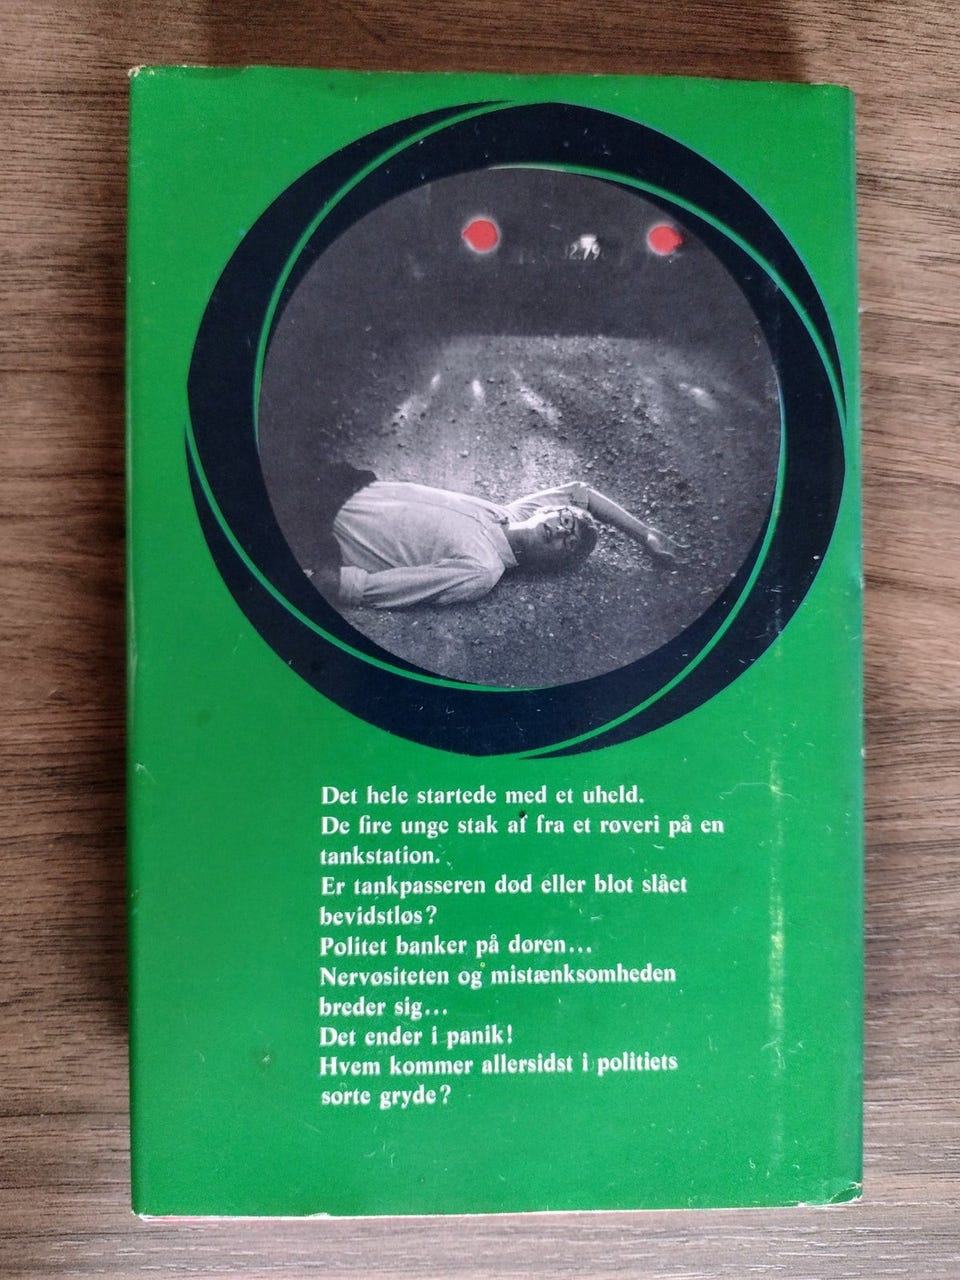 12.79
Det hele startede med et uheld.
De fire unge stak af fra et røveri på en
tankstation.
Er tankpasseren død eller blot slået
bevidstløs?
Politet banker på døren...
Nervøsiteten og mistænksomheden
breder sig...
Det ender i panik!
Hvem kommer allersidst i politiets
sorte gryde?